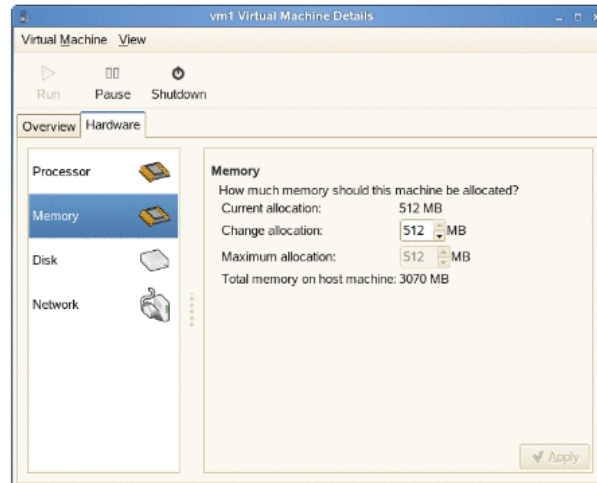 vm1 Virtual Machine Details
Virtual Machine View
Run Pause Shutdown
Overview Hardware
Processor
Memory
Disk
Network
Memory
How much memory should this machine be allocated?
Current allocation: 512 MB
Change allocation: 512 MB
Maximum allocation: 512 MB
Total memory on host machine: 3070 MB
Apply